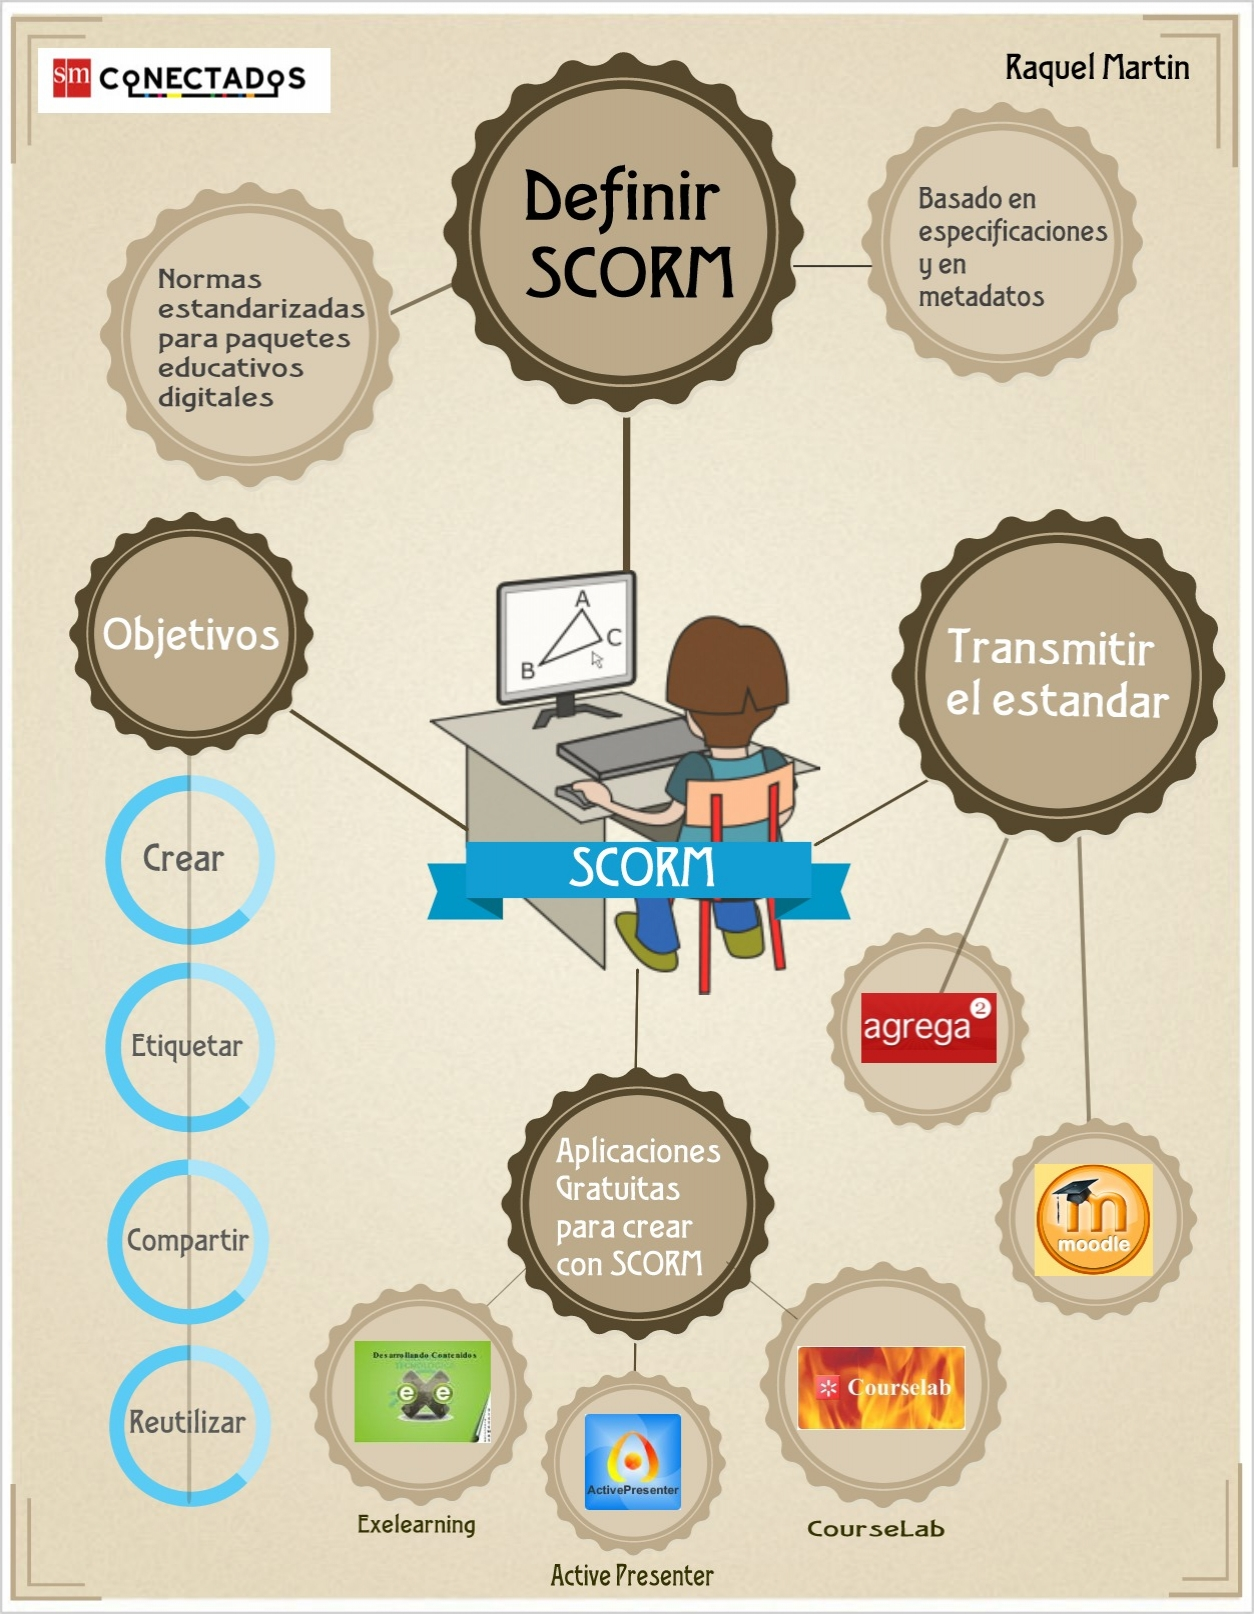 sm CONECTADOS
Raquel Martin
Definir
SCORM
Normas
estandarizadas
para paquetes
educativos
digitales
Basado en
especificaciones
y en
metadatos
Objetivos
Crear
Etiquetar
Compartir
Reutilizar
A
B
C
SCORM
Transmitir
el estandar
agrega 2
m
moodle
Aplicaciones
Gratuitas
para crear
con SCORM
Desarrollando Contenidos
e X e
Exelearning
ActivePresenter
Active Presenter
Courselab
CourseLab